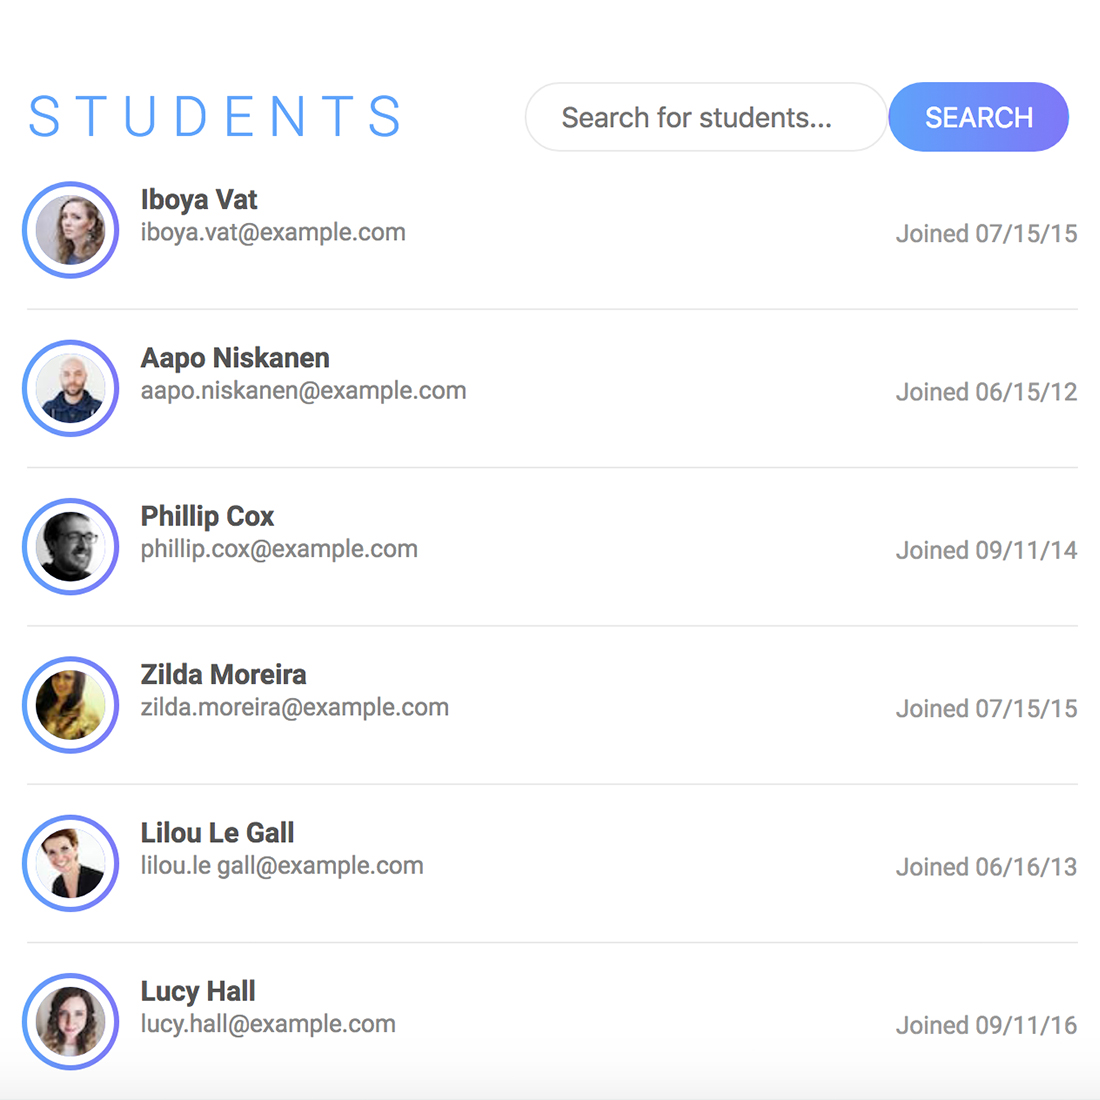 STUDENTS
Search for students...
SEARCH
Iboya Vat
iboya.vat@example.com
Joined 07/15/15
Aapo Niskanen
aapo.niskanen@example.com
Joined 06/15/12
Phillip Cox
phillip.cox@example.com
Joined 09/11/14
Zilda Moreira
zilda.moreira@example.com
Joined 07/15/15
Lilou Le Gall
lilou.le gall@example.com
Joined 06/16/13
Lucy Hall
lucy.hall@example.com
Joined 09/11/16